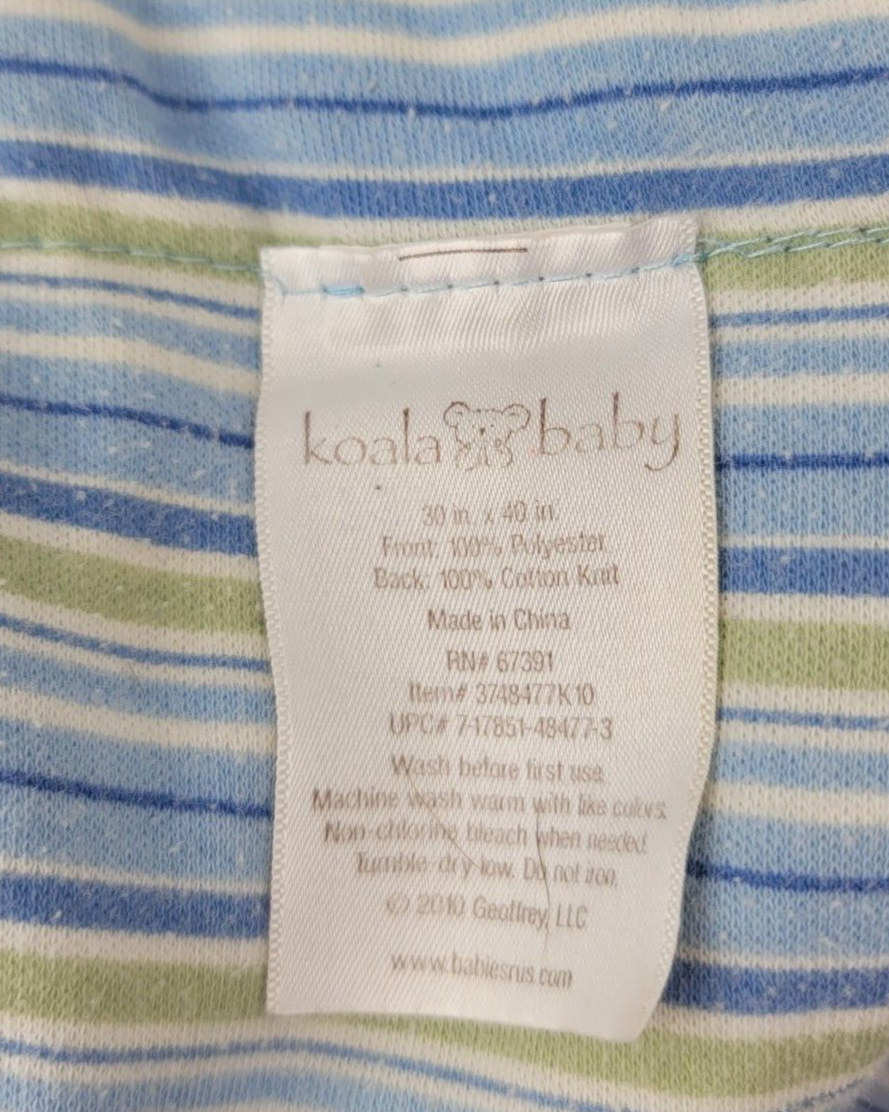 koala baby
30 in. x 40 in.
Front: 100% Polyester
Back: 100% Cotton Knit
Made in China
RN# 67391
Item# 3748477K10
UPC# 7-17851-48477-3
Wash before first use.
Machine wash warm with like colors.
Non-chlorine bleach when needed.
Tumble dry low. Do not iron.
© 2010 Geoffrey, LLC
www.babiesrus.com